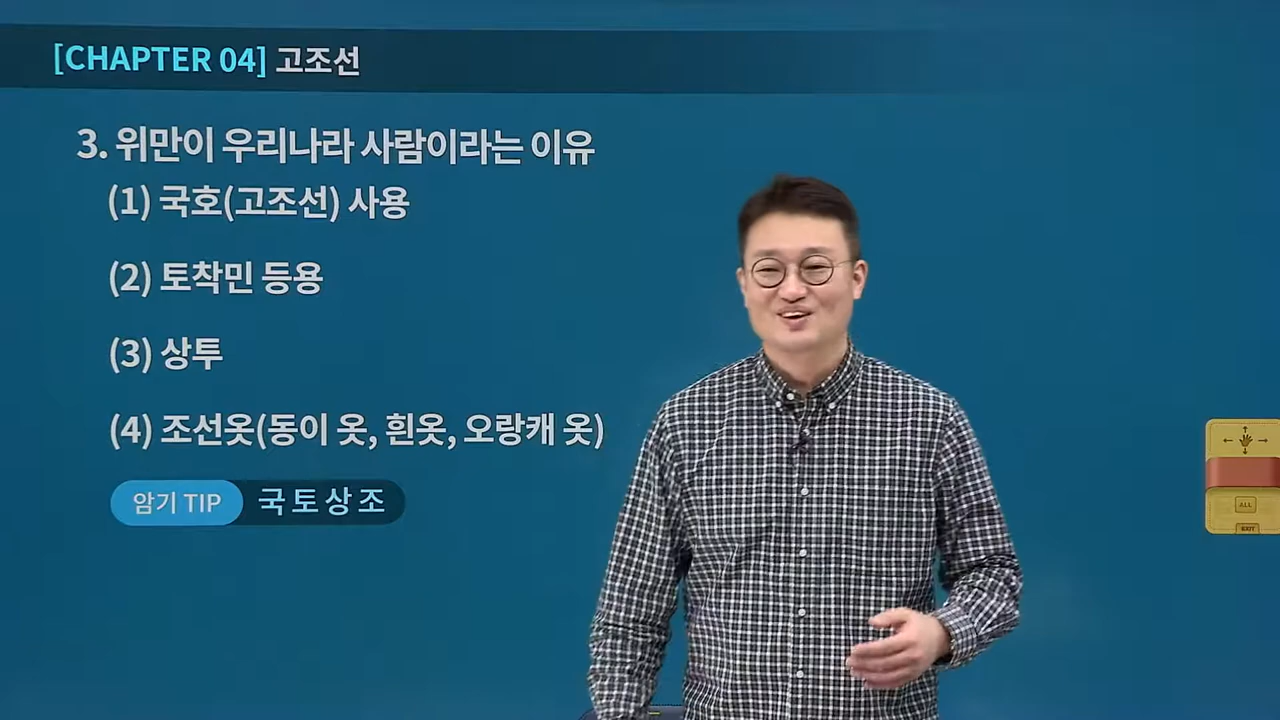 [CHAPTER 04] 고조선
3. 위만이 우리나라 사람이라는 이유
(1) 국호(고조선) 사용
(2) 토착민 등용
(3) 상투
(4) 조선옷(동이 옷, 흰옷, 오랑캐 옷)
암기 TIP 국 토 상 조
ALL
EXIT